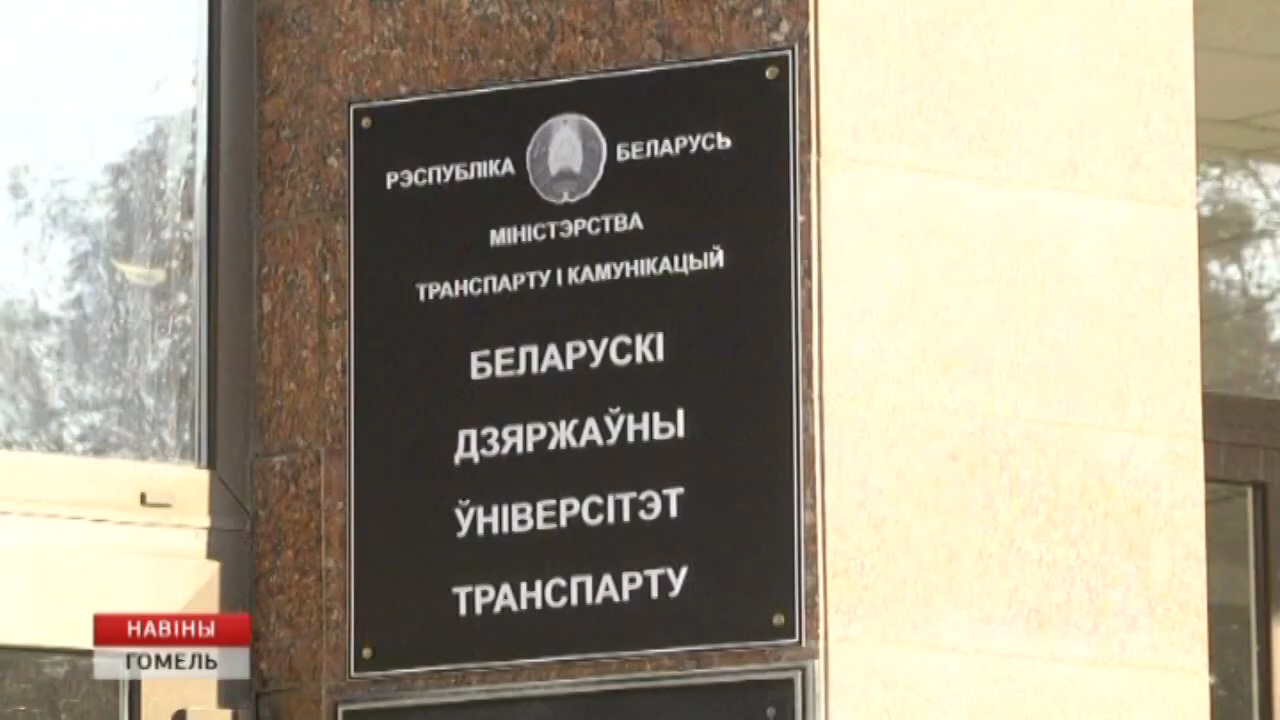 РЭСПУБЛІКА БЕЛАРУСЬ
МІНІСТЭРСТВА
ТРАНСПАРТУ І КАМУНІКАЦЫЙ
БЕЛАРУСКІ
ДЗЯРЖАЎНЫ
ЎНІВЕРСІТЭТ
ТРАНСПАРТУ
НАВІНЫ
ГОМЕЛЬ